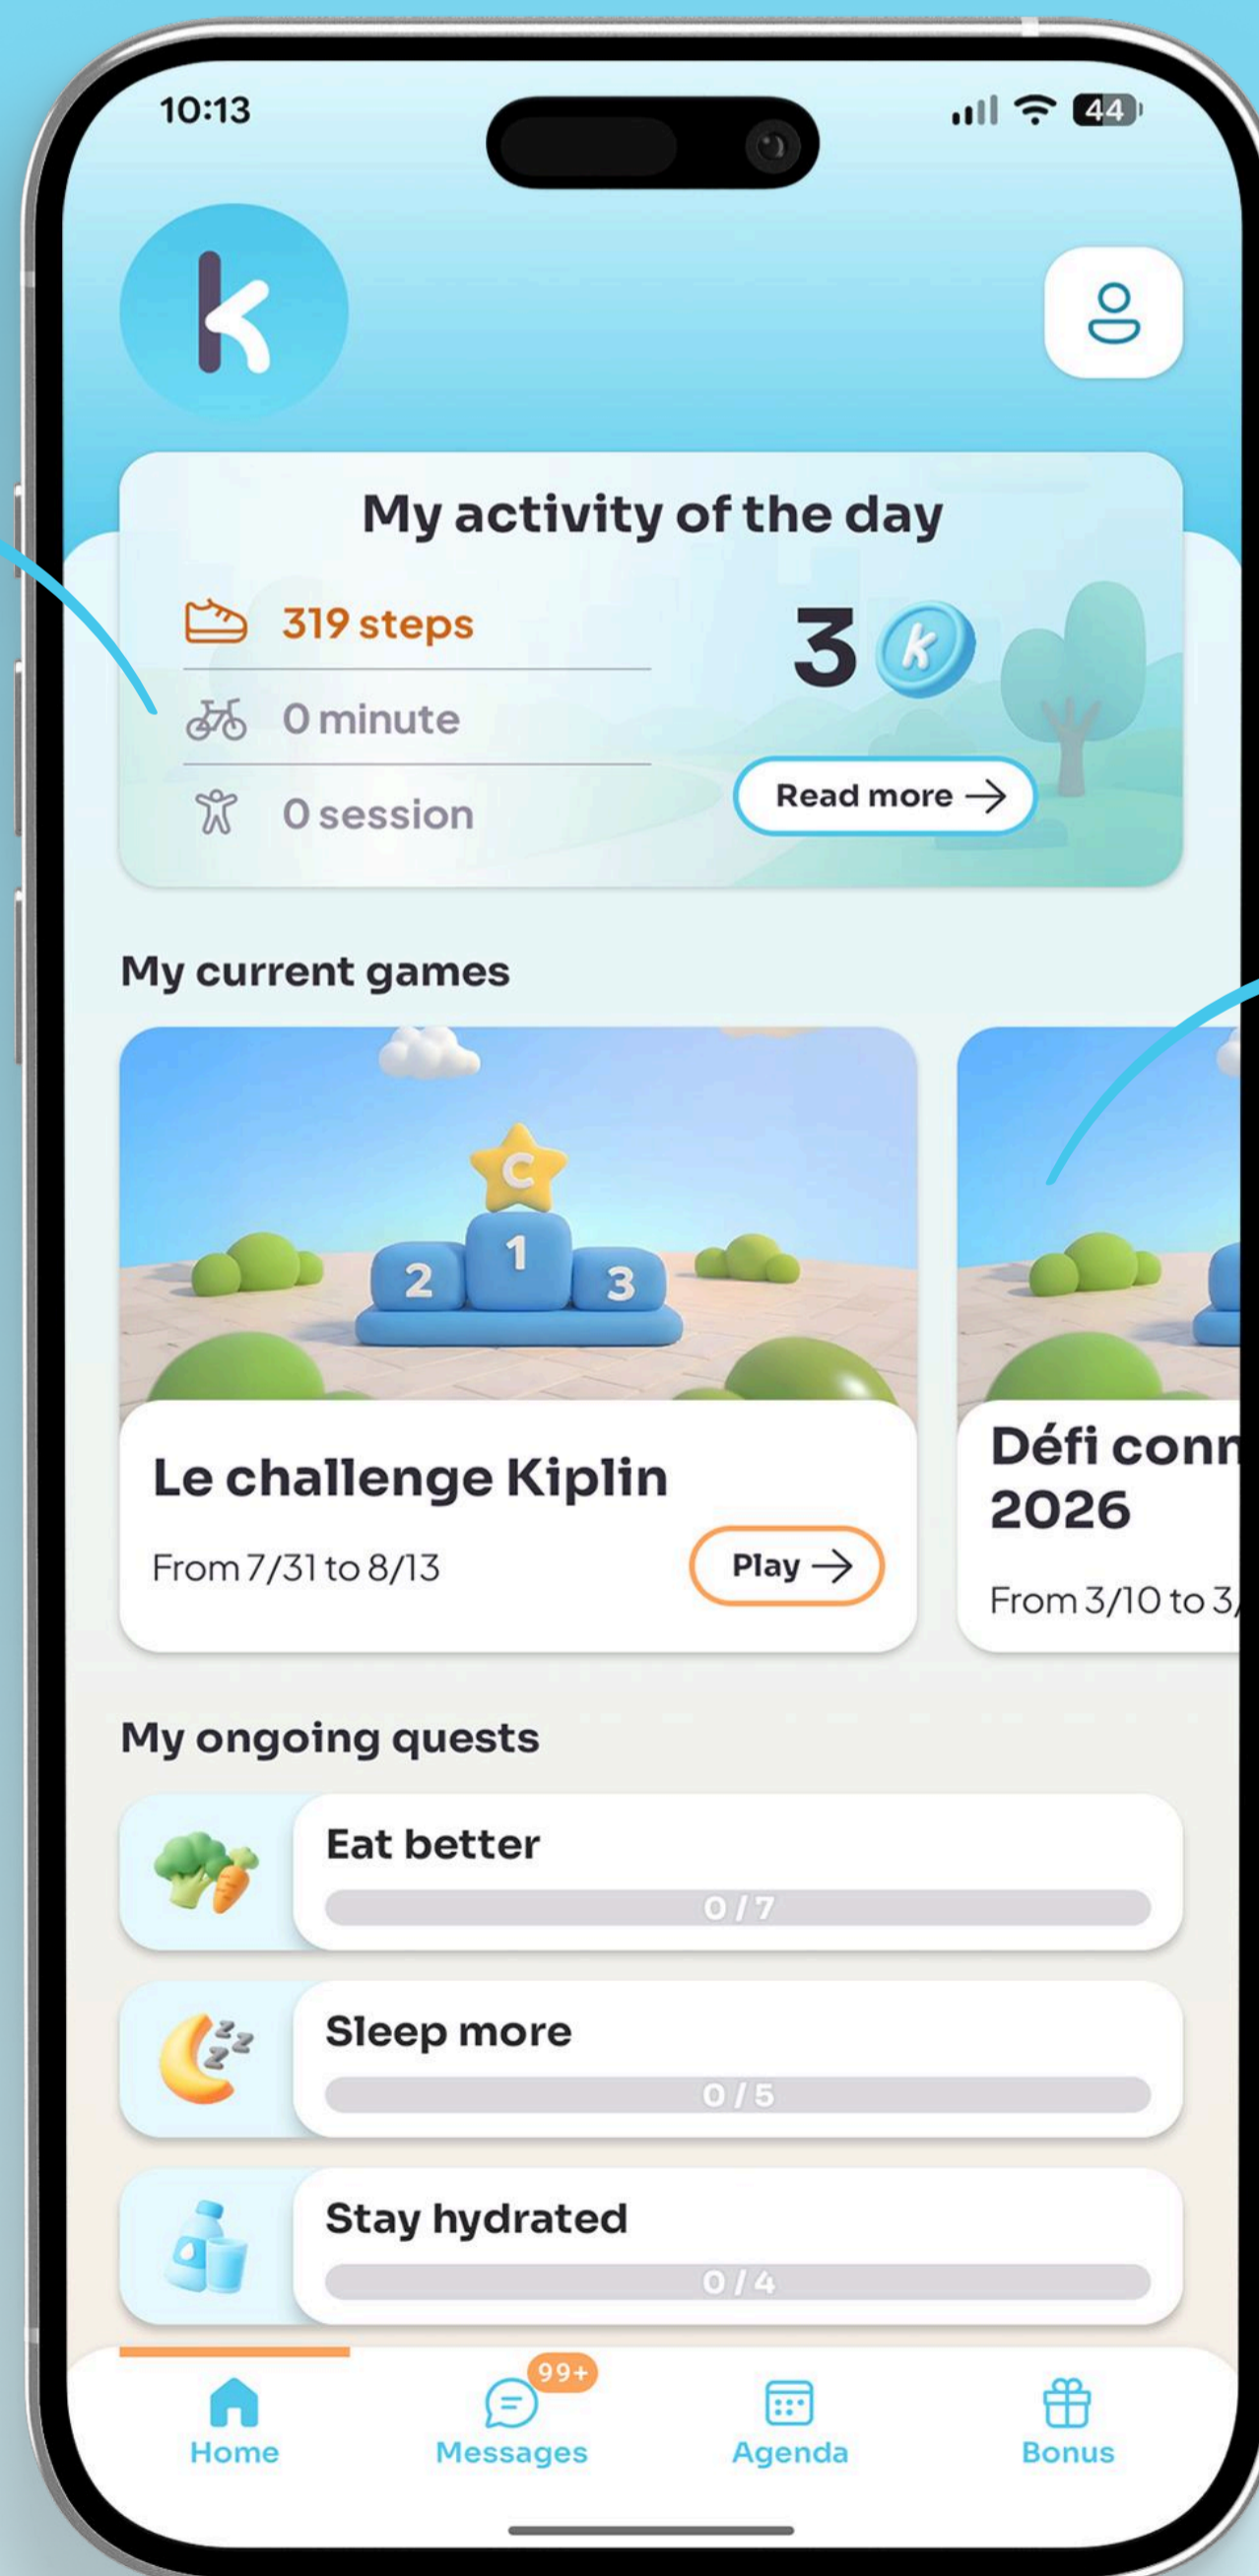 10:13
44
k
My activity of the day
319 steps
3 k
0 minute
0 session
Read more →
My current games
C
1
2
3
Le challenge Kiplin
From 7/31 to 8/13
Play →
Défi conn
2026
From 3/10 to 3/
My ongoing quests
Eat better
0 / 7
Sleep more
z z z z
0 / 5
Stay hydrated
0 / 4
99+
Home
Messages
Agenda
Bonus